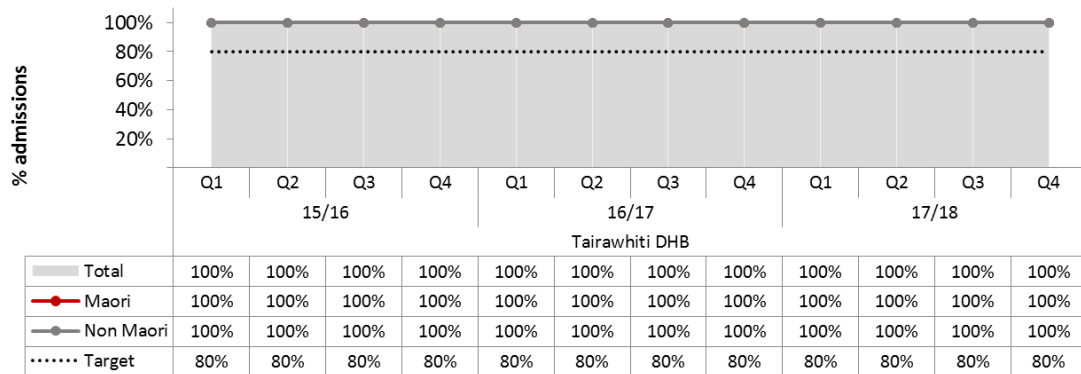 % admissions
100%
80%
60%
40%
20%
Q1 Q2 Q3 Q4 Q1 Q2 Q3 Q4 Q1 Q2 Q3 Q4
15/16 16/17 17/18
Tairawhiti DHB
Total 100% 100% 100% 100% 100% 100% 100% 100% 100% 100% 100% 100%
Maori 100% 100% 100% 100% 100% 100% 100% 100% 100% 100% 100% 100%
Non Maori 100% 100% 100% 100% 100% 100% 100% 100% 100% 100% 100% 100%
Target 80% 80% 80% 80% 80% 80% 80% 80% 80% 80% 80% 80%